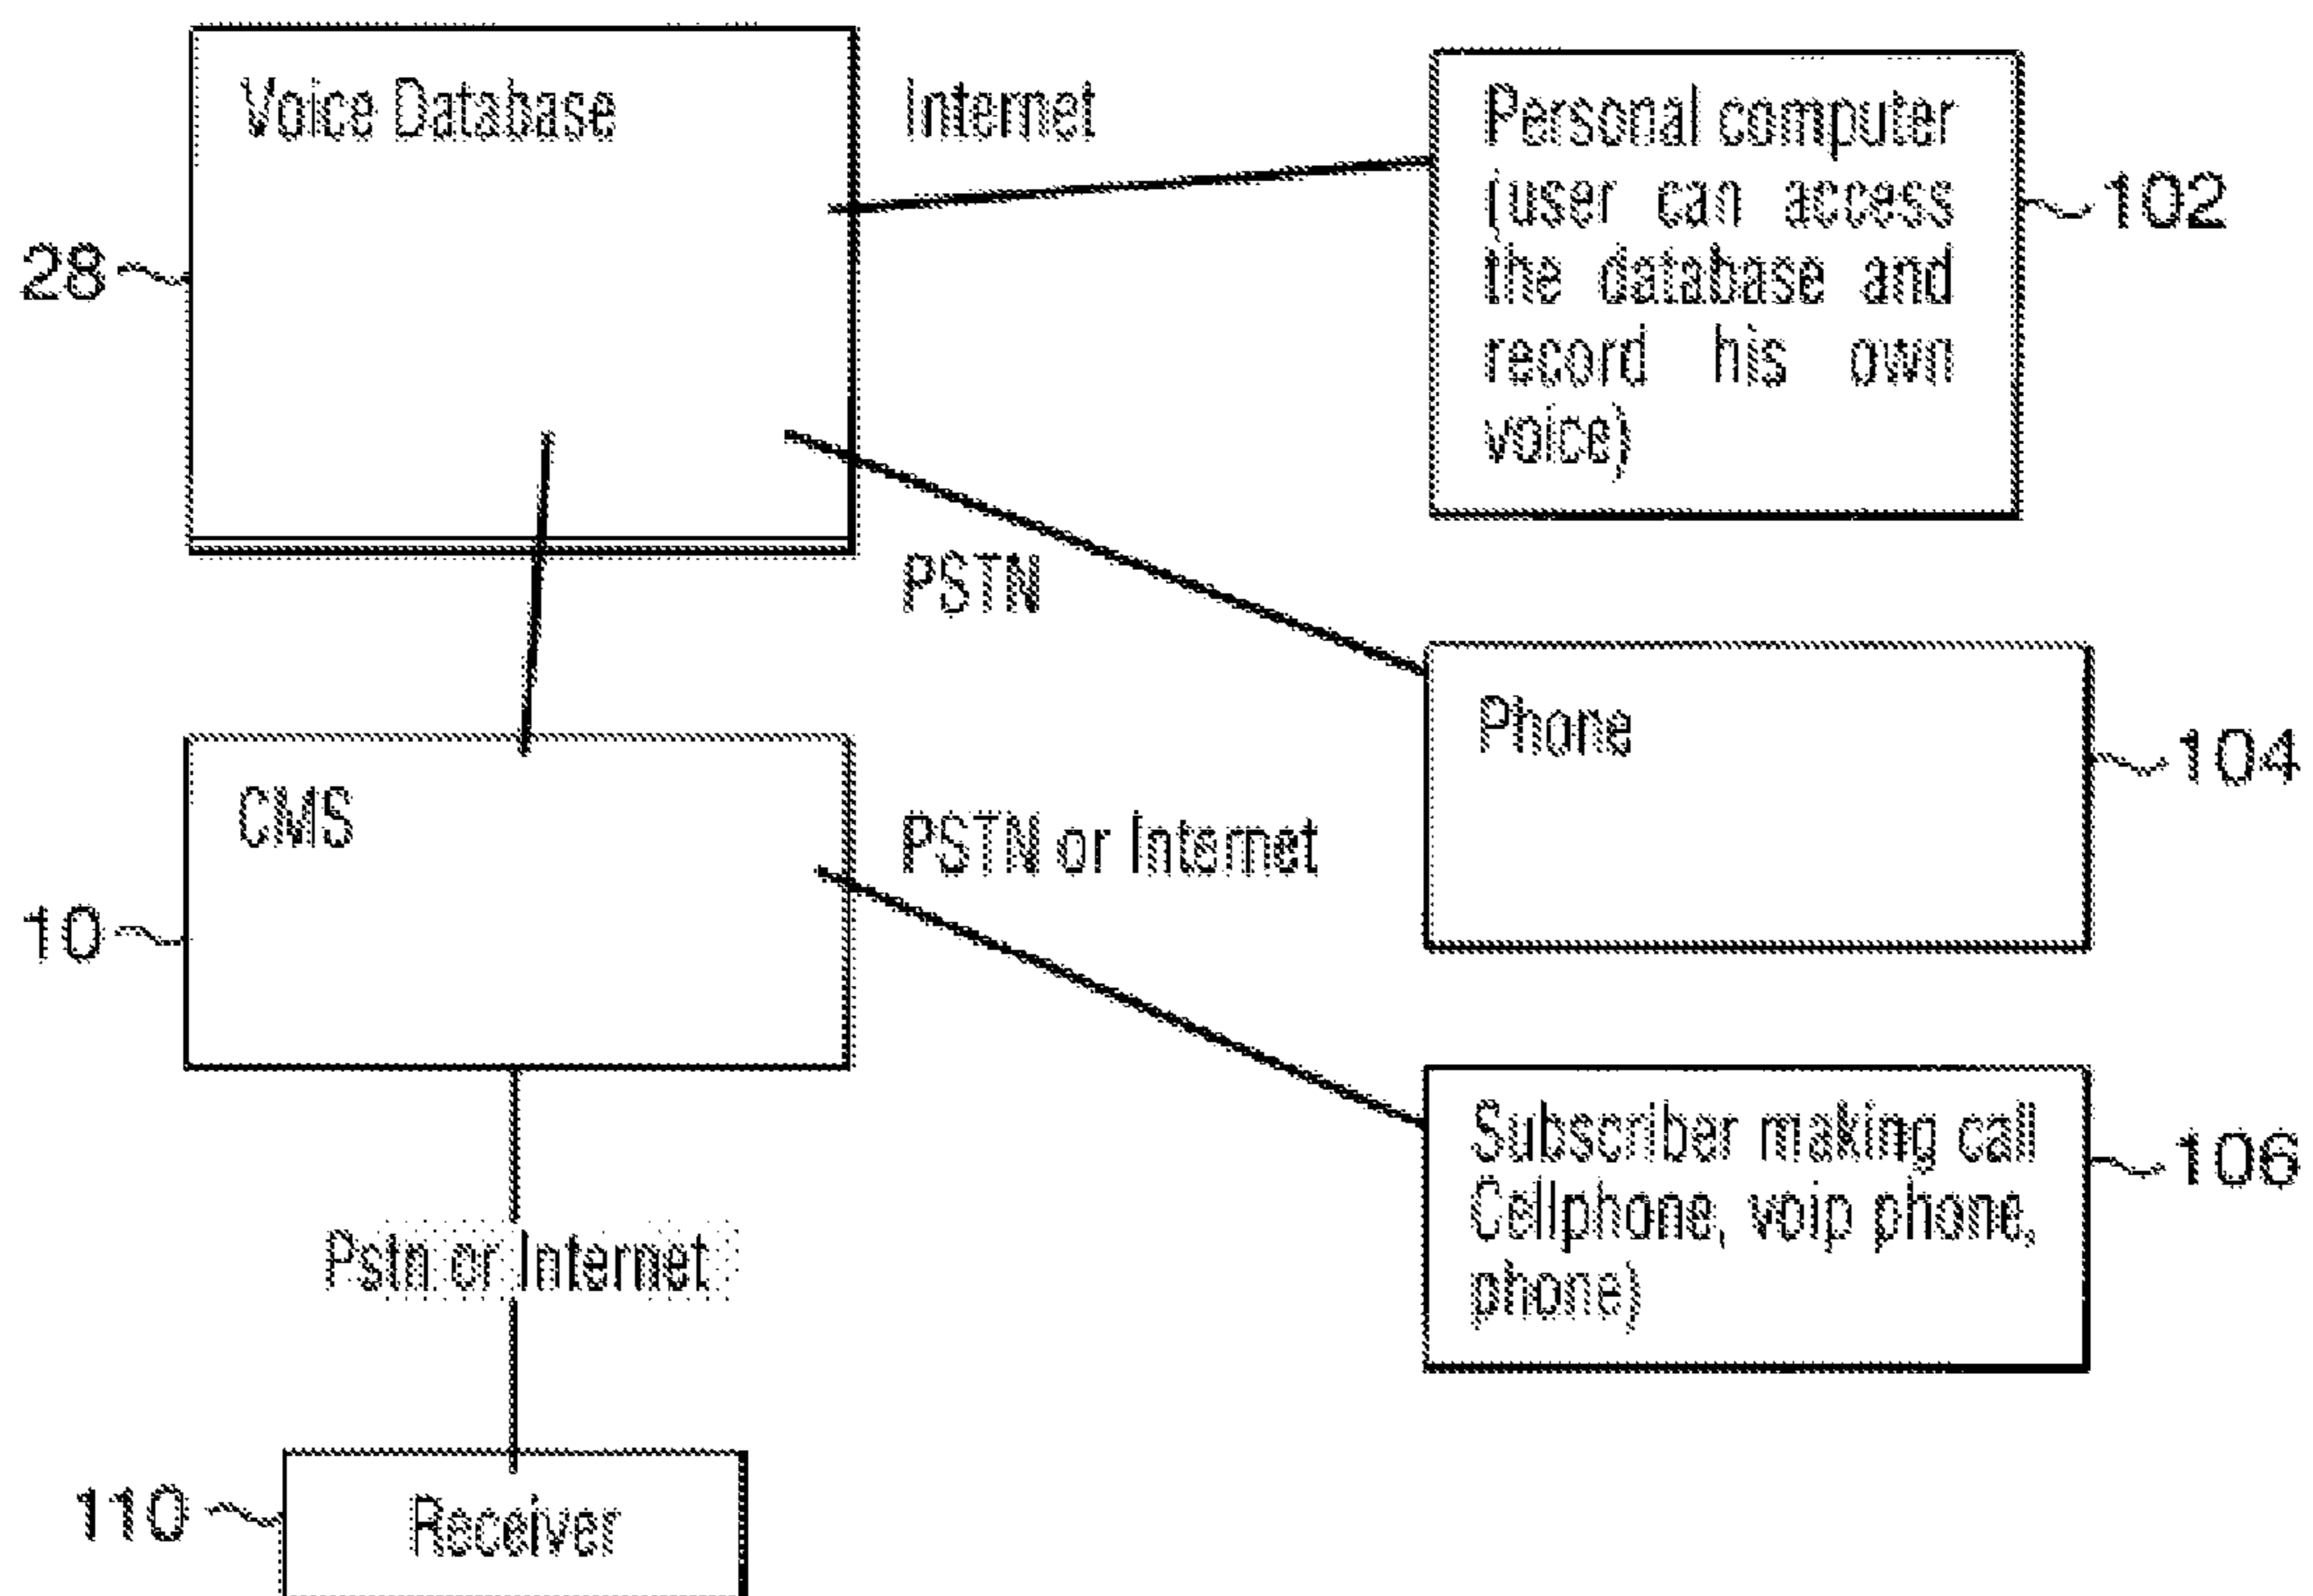 Voice Database
Internet
Personal computer
(user can access
the database and
record his own
voice)
102
28
PSTN
Phone
104
CMS
PSTN or Internet
10
Subscriber making call
Cellphone, voip phone,
phone)
106
Pstn or Internet
110
Receiver